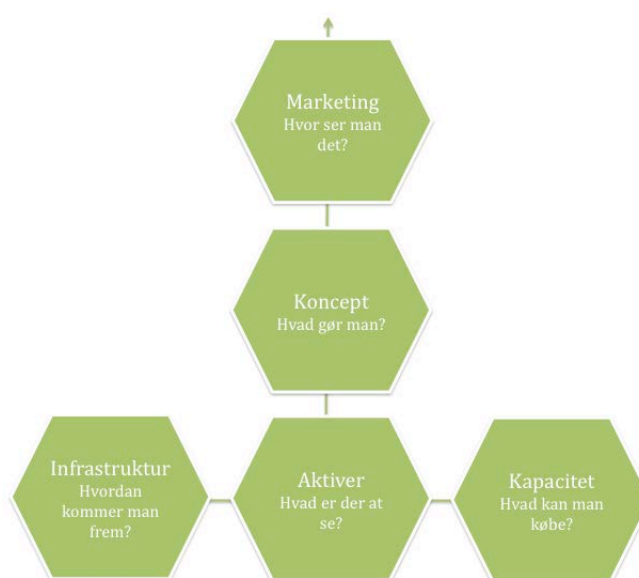 Marketing
Hvor ser man
det?
Koncept
Hvad gør man?
Infrastruktur
Hvordan
kommer man
frem?
Aktiver
Hvad er der at
se?
Kapacitet
Hvad kan man
købe?